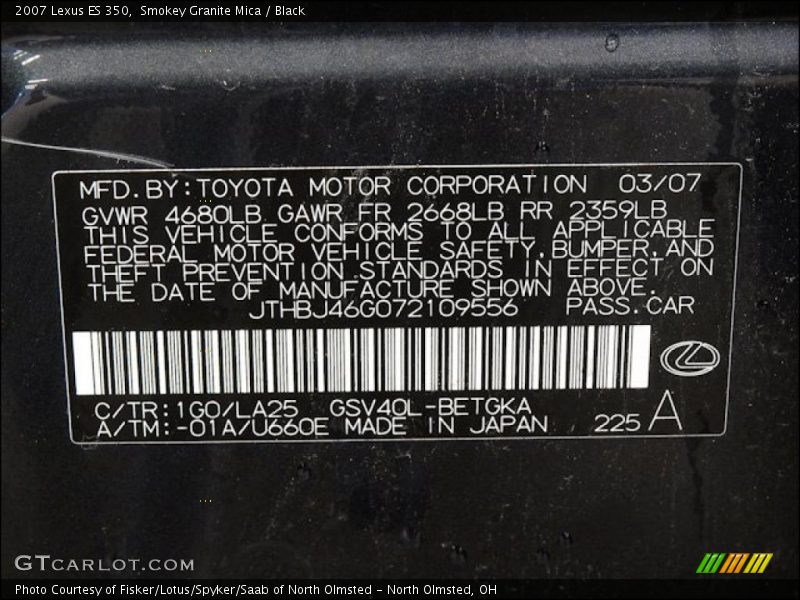 2007 Lexus ES 350,  Smokey Granite Mica / Black
MFD.BY:TOYOTA MOTOR CORPORATION 03/07
GVWR 4680LB GAWR FR 2668LB RR 2359LB
THIS VEHICLE CONFORMS TO ALL APPLICABLE
FEDERAL MOTOR VEHICLE SAFETY,BUMPER,AND
THEFT PREVENTION STANDARDS IN EFFECT ON
THE DATE OF MANUFACTURE SHOWN ABOVE.
JTHBJ46G072109556 PASS.CAR
C/TR:1G0/LA25 GSV40L-BETGKA
A/TM:-01A/U660E MADE IN JAPAN 225 A
GTCARLOT.COM
Photo Courtesy of Fisker/Lotus/Spyker/Saab of North Olmsted - North Olmsted, OH